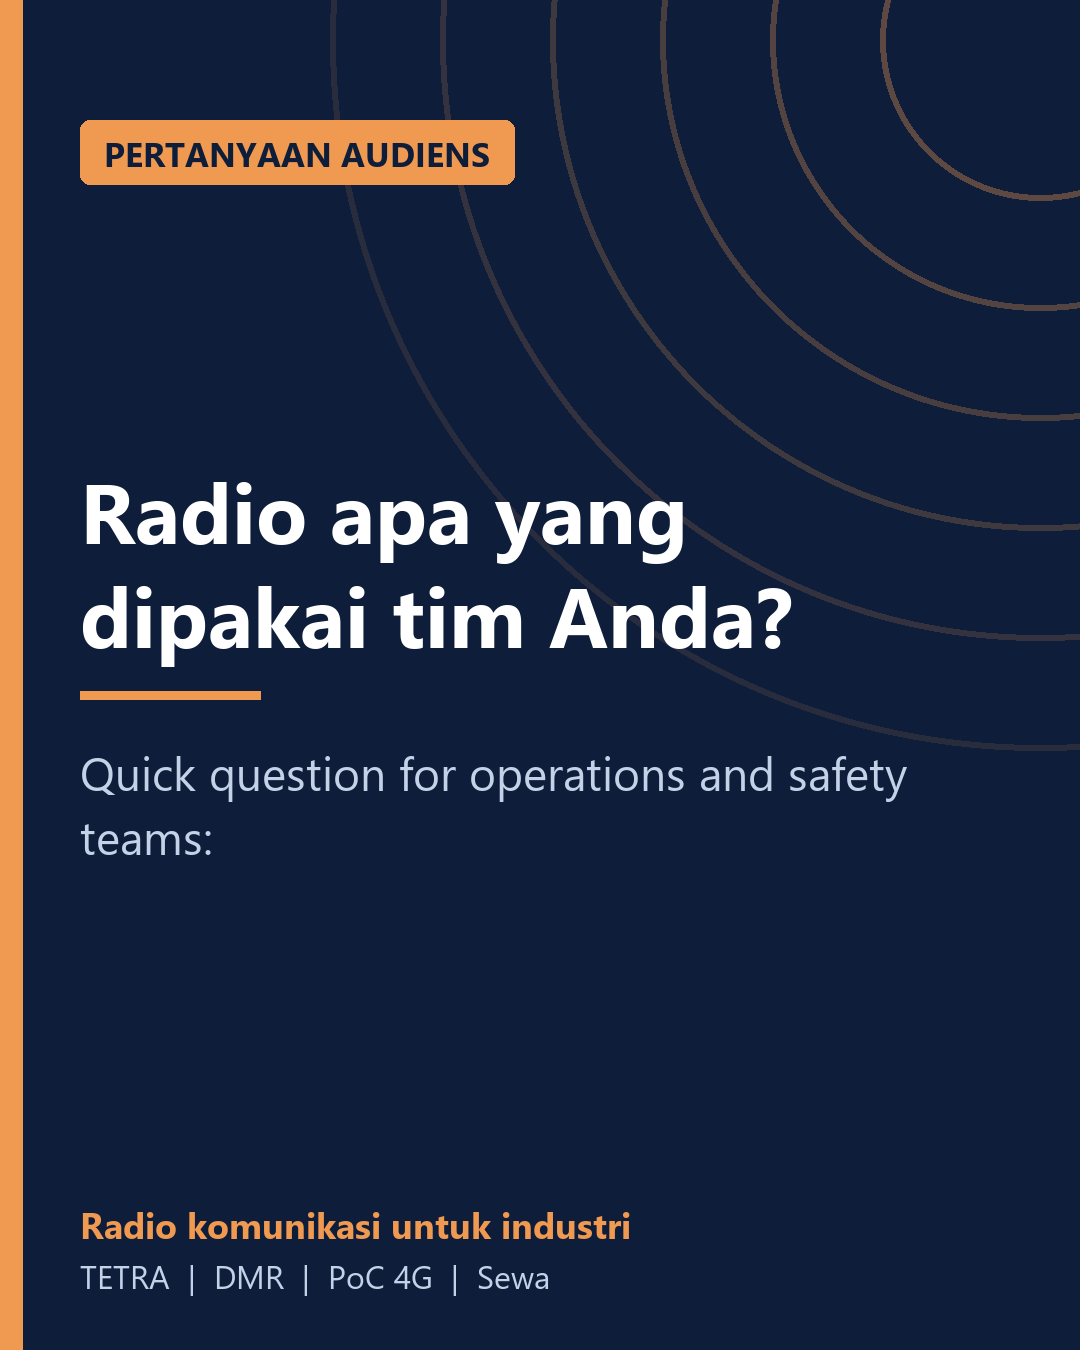 PERTANYAAN AUDIENS
Radio apa yang
dipakai tim Anda?
Quick question for operations and safety
teams:
Radio komunikasi untuk industri
TETRA | DMR | PoC 4G | Sewa